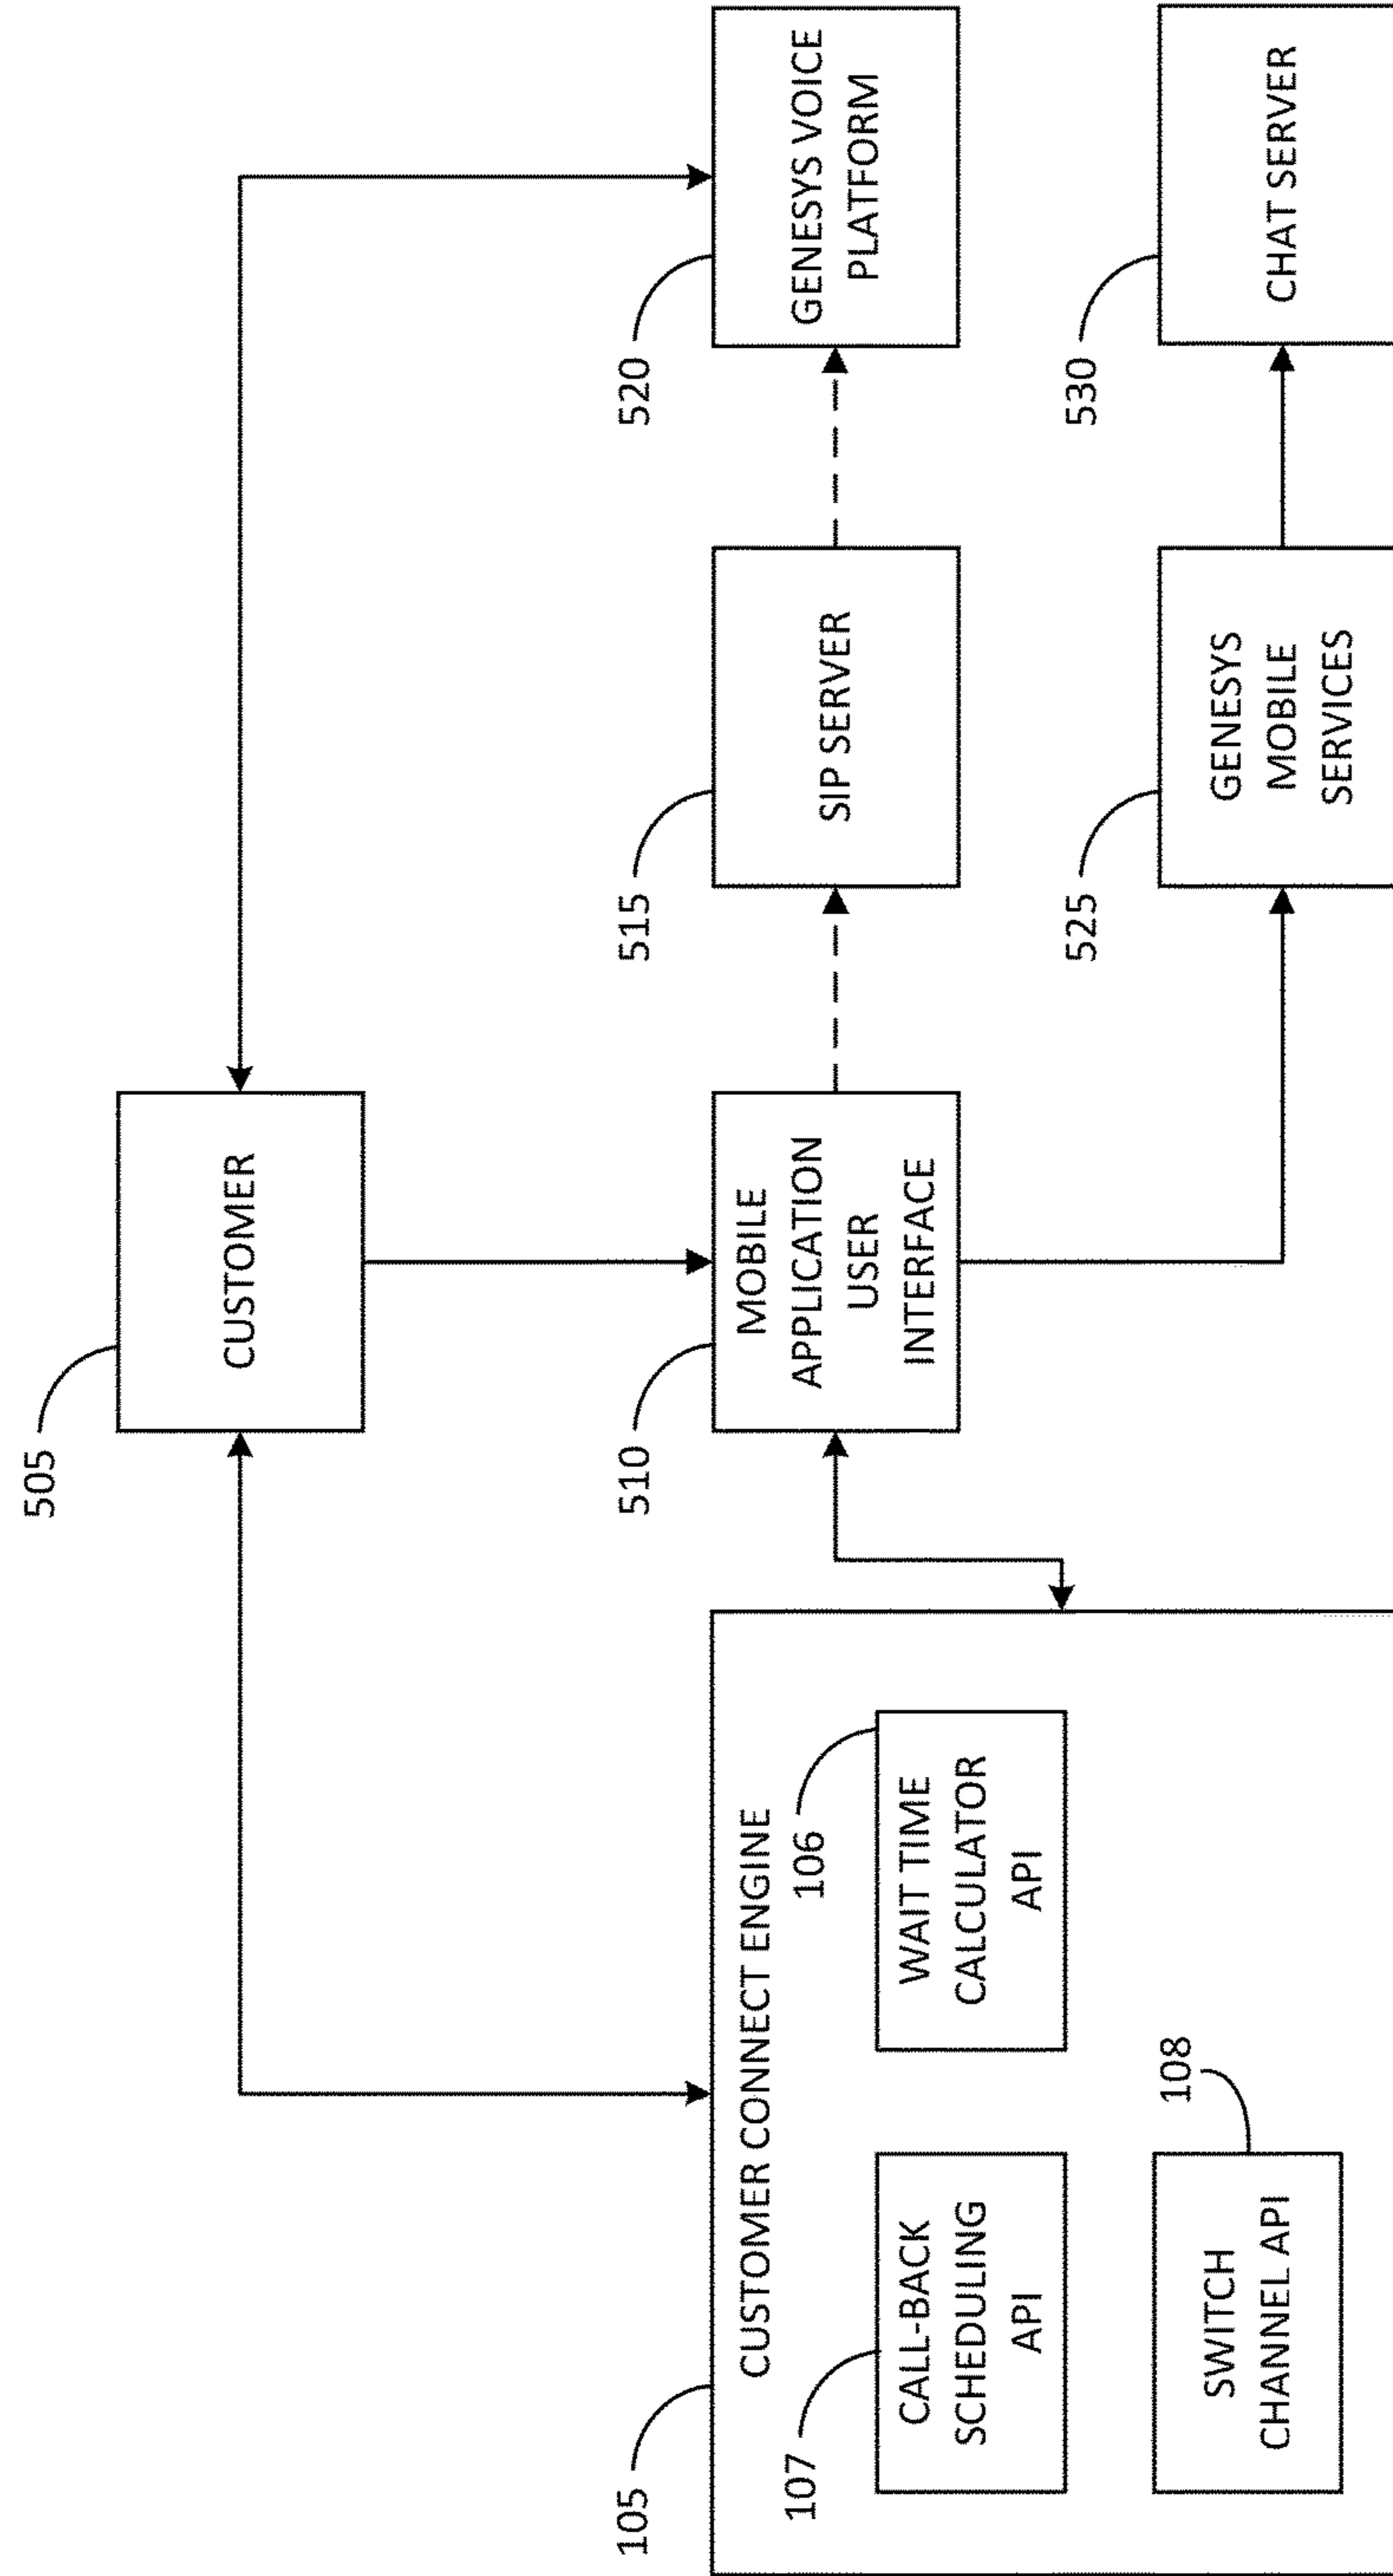 505
CUSTOMER
105
CUSTOMER CONNECT ENGINE
107
CALL-BACK
SCHEDULING
API
106
WAIT TIME
CALCULATOR
API
SWITCH
CHANNEL API
108
510
MOBILE
APPLICATION
USER
INTERFACE
515
SIP SERVER
520
GENESYS VOICE
PLATFORM
525
GENESYS
MOBILE
SERVICES
530
CHAT SERVER